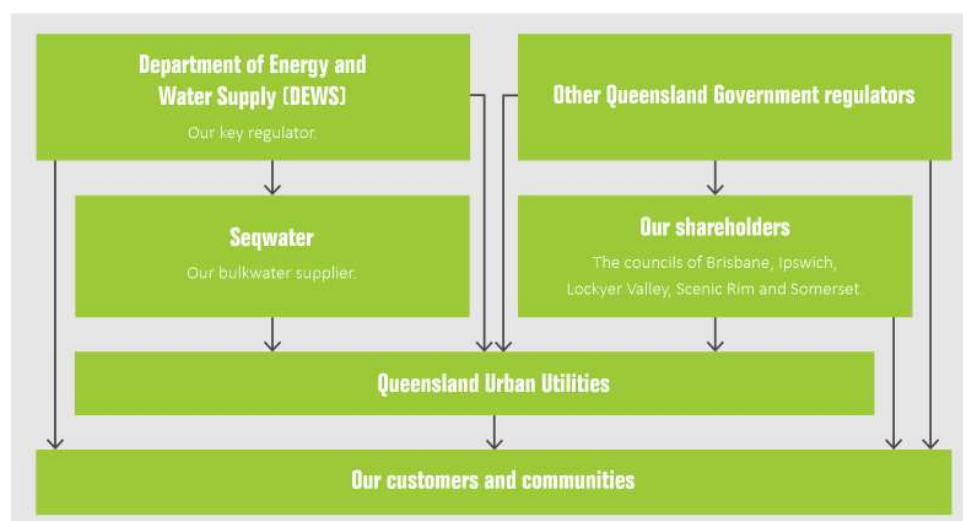 Department of Energy and
Water Supply (DEWS)
Our key regulator.
Other Queensland Government regulators
Seqwater
Our bulkwater supplier.
Our shareholders
The councils of Brisbane, Ipswich,
Lockyer Valley, Scenic Rim and Somerset.
Queensland Urban Utilities
Our customers and communities